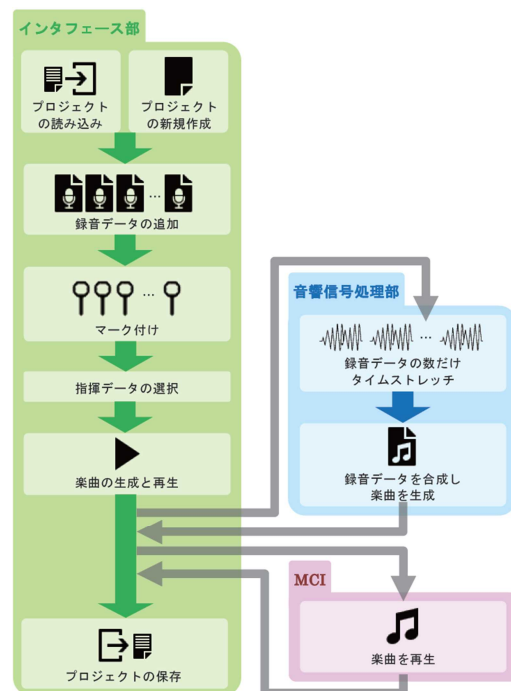 インタフェース部
プロジェクト
の読み込み
プロジェクト
の新規作成
…
録音データの追加
…
マーク付け
指揮データの選択
楽曲の生成と再生
プロジェクトの保存
音響信号処理部
…
録音データの数だけ
タイムストレッチ
録音データを合成し
楽曲を生成
MCI
楽曲を再生